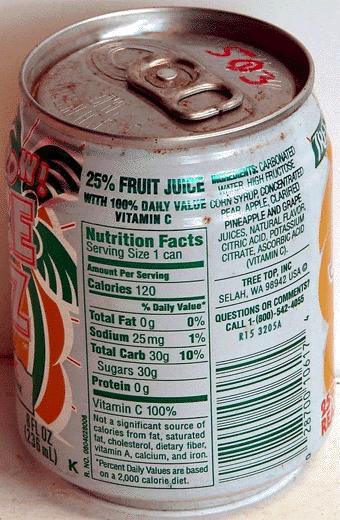 503
25% FRUIT JUICE
WITH 100% DAILY VALUE
VITAMIN C
Nutrition Facts
Serving Size 1 can
Amount Per Serving
Calories 120
% Daily Value*
Total Fat 0g 0%
Sodium 25mg 1%
Total Carb 30g 10%
Sugars 30g
Protein 0g
Vitamin C 100%
Not a significant source of
calories from fat, saturated
fat, cholesterol, dietary fiber,
vitamin A, calcium, and iron.
*Percent Daily Values are based
on a 2,000 calorie diet.
INGREDIENTS: CARBONATED
WATER, HIGH FRUCTOSE
CORN SYRUP, CONCENTRATED
PEAR, APPLE, CLARIFIED
PINEAPPLE AND GRAPE
JUICES, NATURAL FLAVOR,
CITRIC ACID, POTASSIUM
CITRATE, ASCORBIC ACID
(VITAMIN C).
TREE TOP, INC
SELAH, WA 98942 USA
QUESTIONS OR COMMENTS?
CALL 1-(800)-542-4055
R15 3205A
8 FL OZ
(236 mL)
K